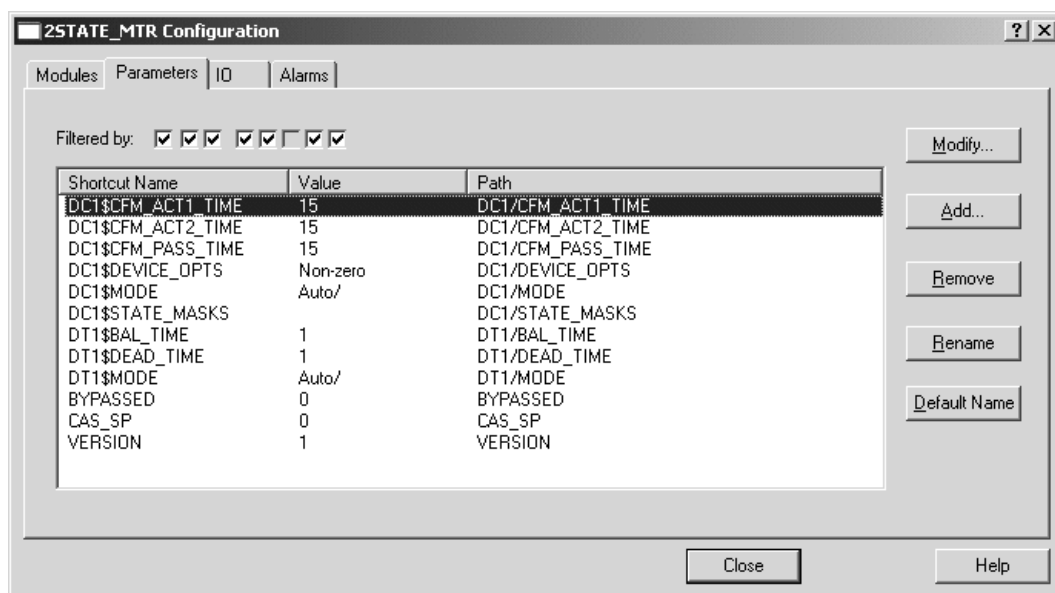 2STATE_MTR Configuration
Modules Parameters IO Alarms
Filtered by:
Modify...
Shortcut Name Value Path
DC1$CFM_ACT1_TIME 15 DC1/CFM_ACT1_TIME
Add...
DC1$CFM_ACT2_TIME 15 DC1/CFM_ACT2_TIME
DC1$CFM_PASS_TIME 15 DC1/CFM_PASS_TIME
DC1$DEVICE_OPTS Non-zero DC1/DEVICE_OPTS
Remove
DC1$MODE Auto/ DC1/MODE
DC1$STATE_MASKS DC1/STATE_MASKS
DT1$BAL_TIME 1 DT1/BAL_TIME
Rename
DT1$DEAD_TIME 1 DT1/DEAD_TIME
DT1$MODE Auto/ DT1/MODE
BYPASSED 0 BYPASSED
Default Name
CAS_SP 0 CAS_SP
VERSION 1 VERSION
Close Help